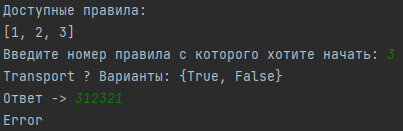 Доступные правила:
[1, 2, 3]
Введите номер правила с которого хотите начать: 3
Transport ? Варианты: {True, False}
Ответ -> 312321
Error